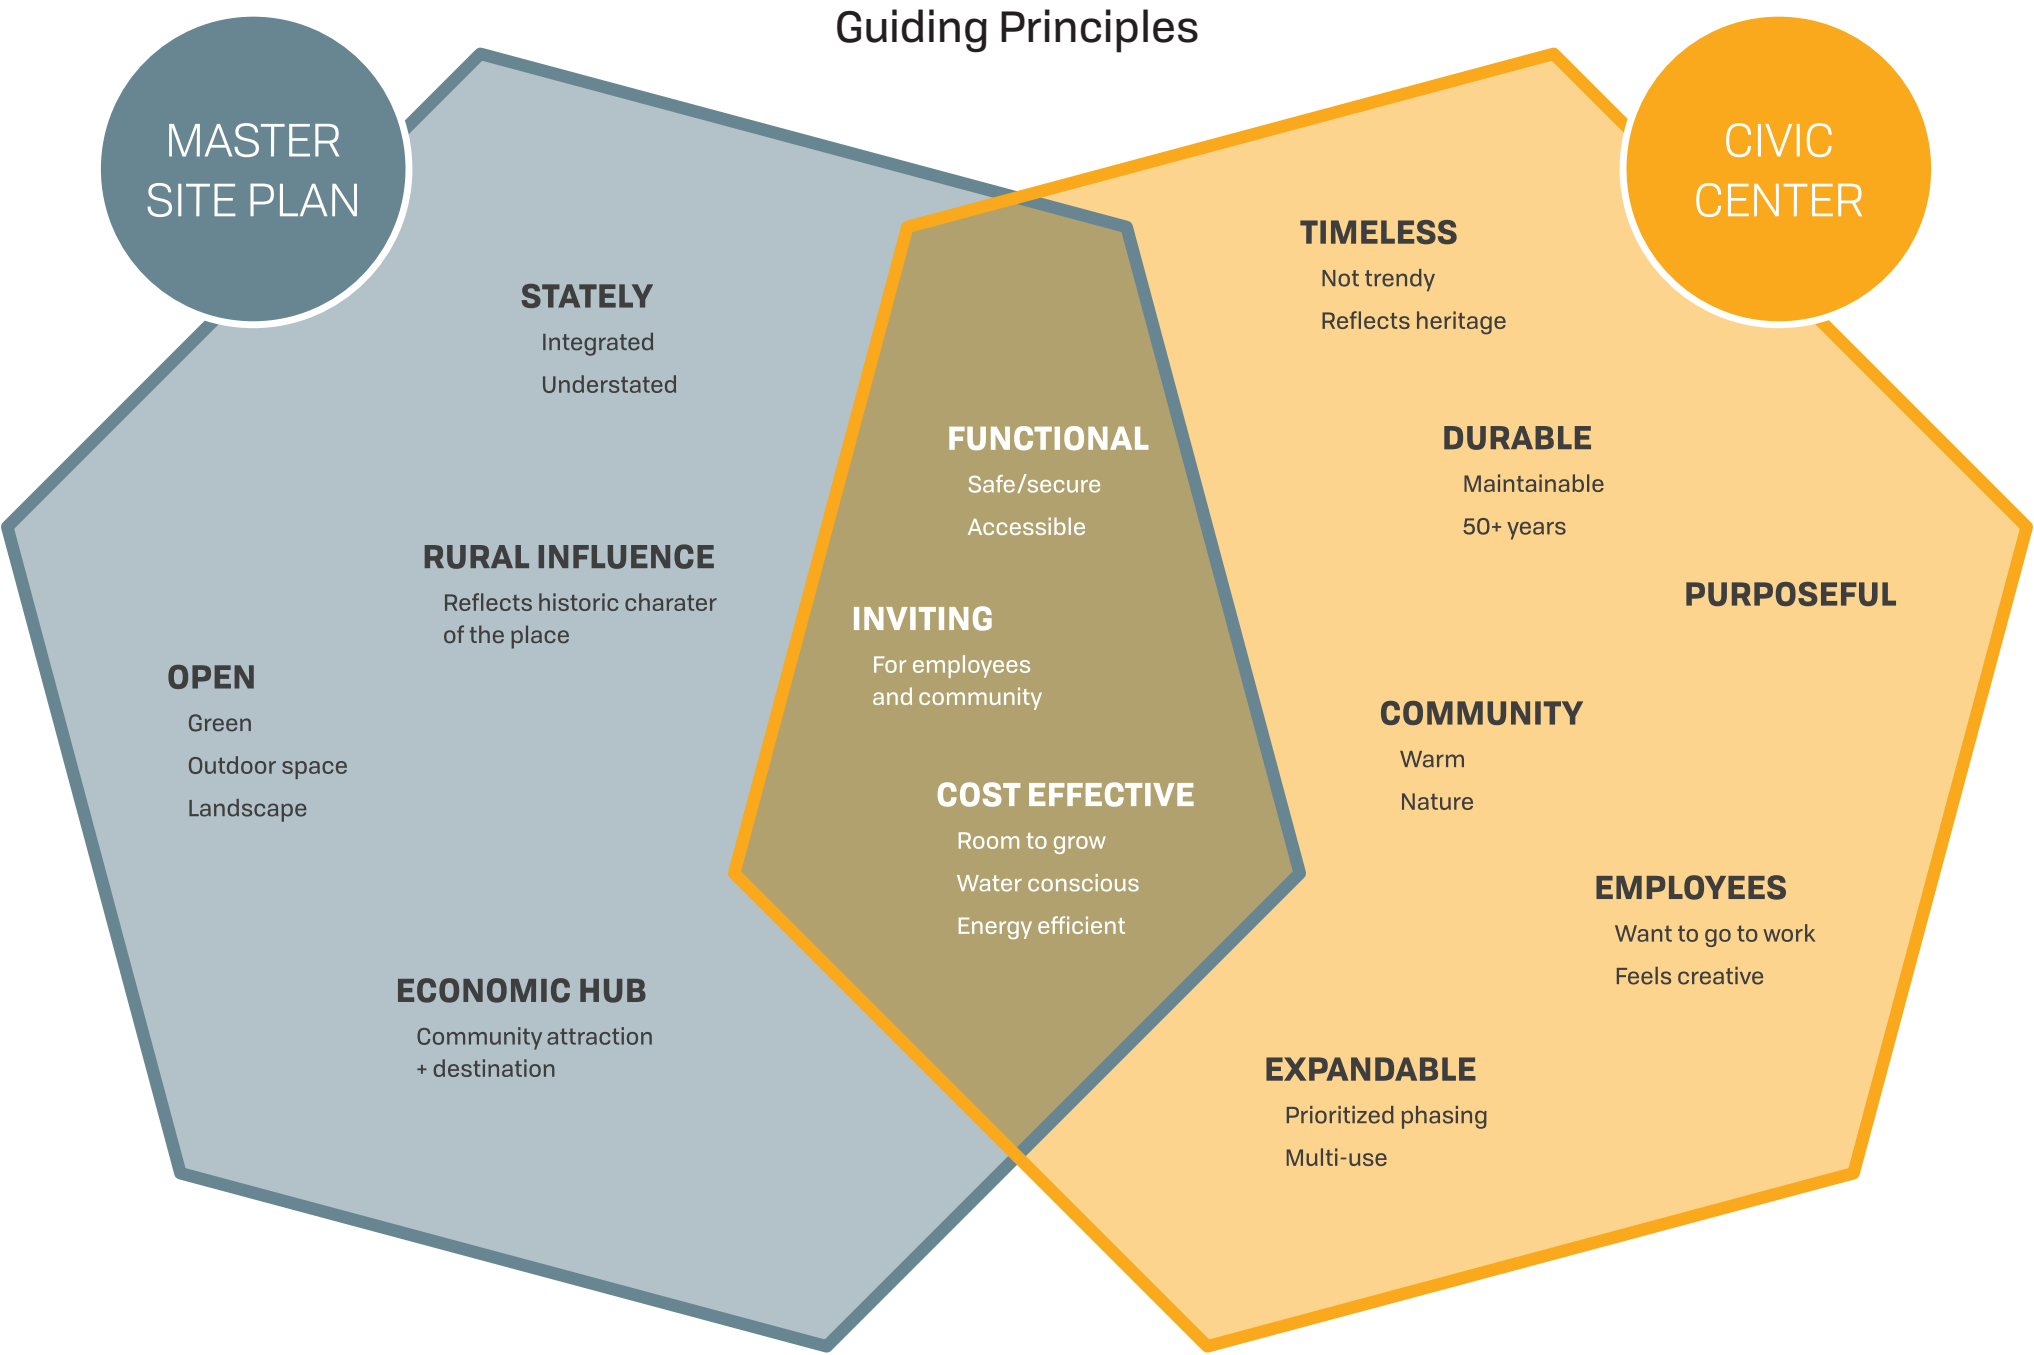 Guiding Principles
MASTER
SITE PLAN
STATELY
Integrated
Understated
RURAL INFLUENCE
Reflects historic charater
of the place
OPEN
Green
Outdoor space
Landscape
ECONOMIC HUB
Community attraction
+ destination
FUNCTIONAL
Safe/secure
Accessible
INVITING
For employees
and community
COST EFFECTIVE
Room to grow
Water conscious
Energy efficient
CIVIC
CENTER
TIMELESS
Not trendy
Reflects heritage
DURABLE
Maintainable
50+ years
PURPOSEFUL
COMMUNITY
Warm
Nature
EMPLOYEES
Want to go to work
Feels creative
EXPANDABLE
Prioritized phasing
Multi-use